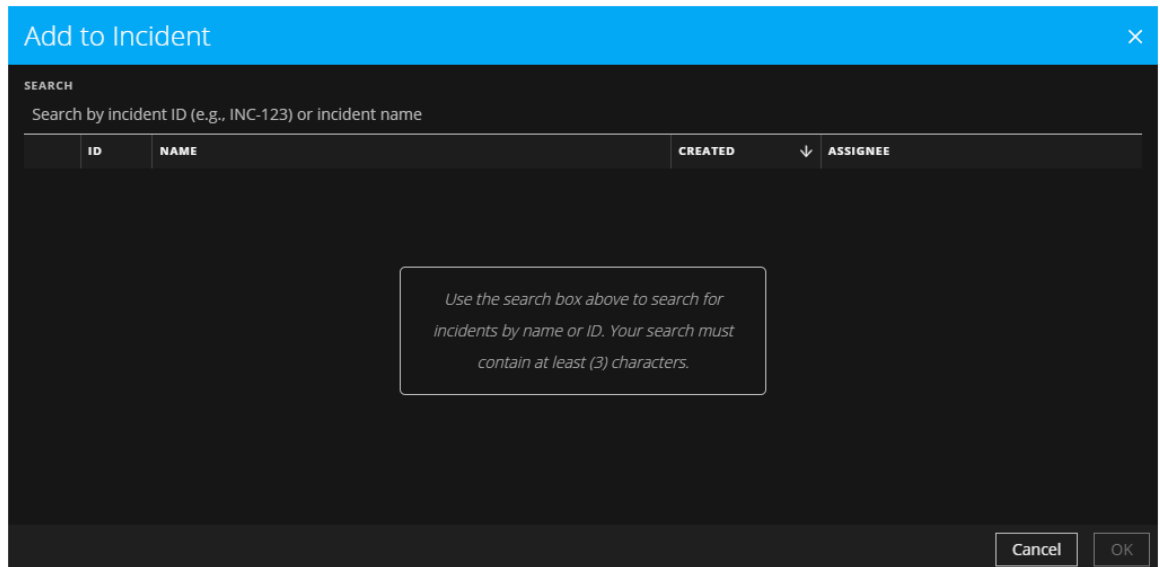 Add to Incident
SEARCH
Search by incident ID (e.g., INC-123) or incident name
ID NAME CREATED ASSIGNEE
Use the search box above to search for
incidents by name or ID. Your search must
contain at least (3) characters.
Cancel OK